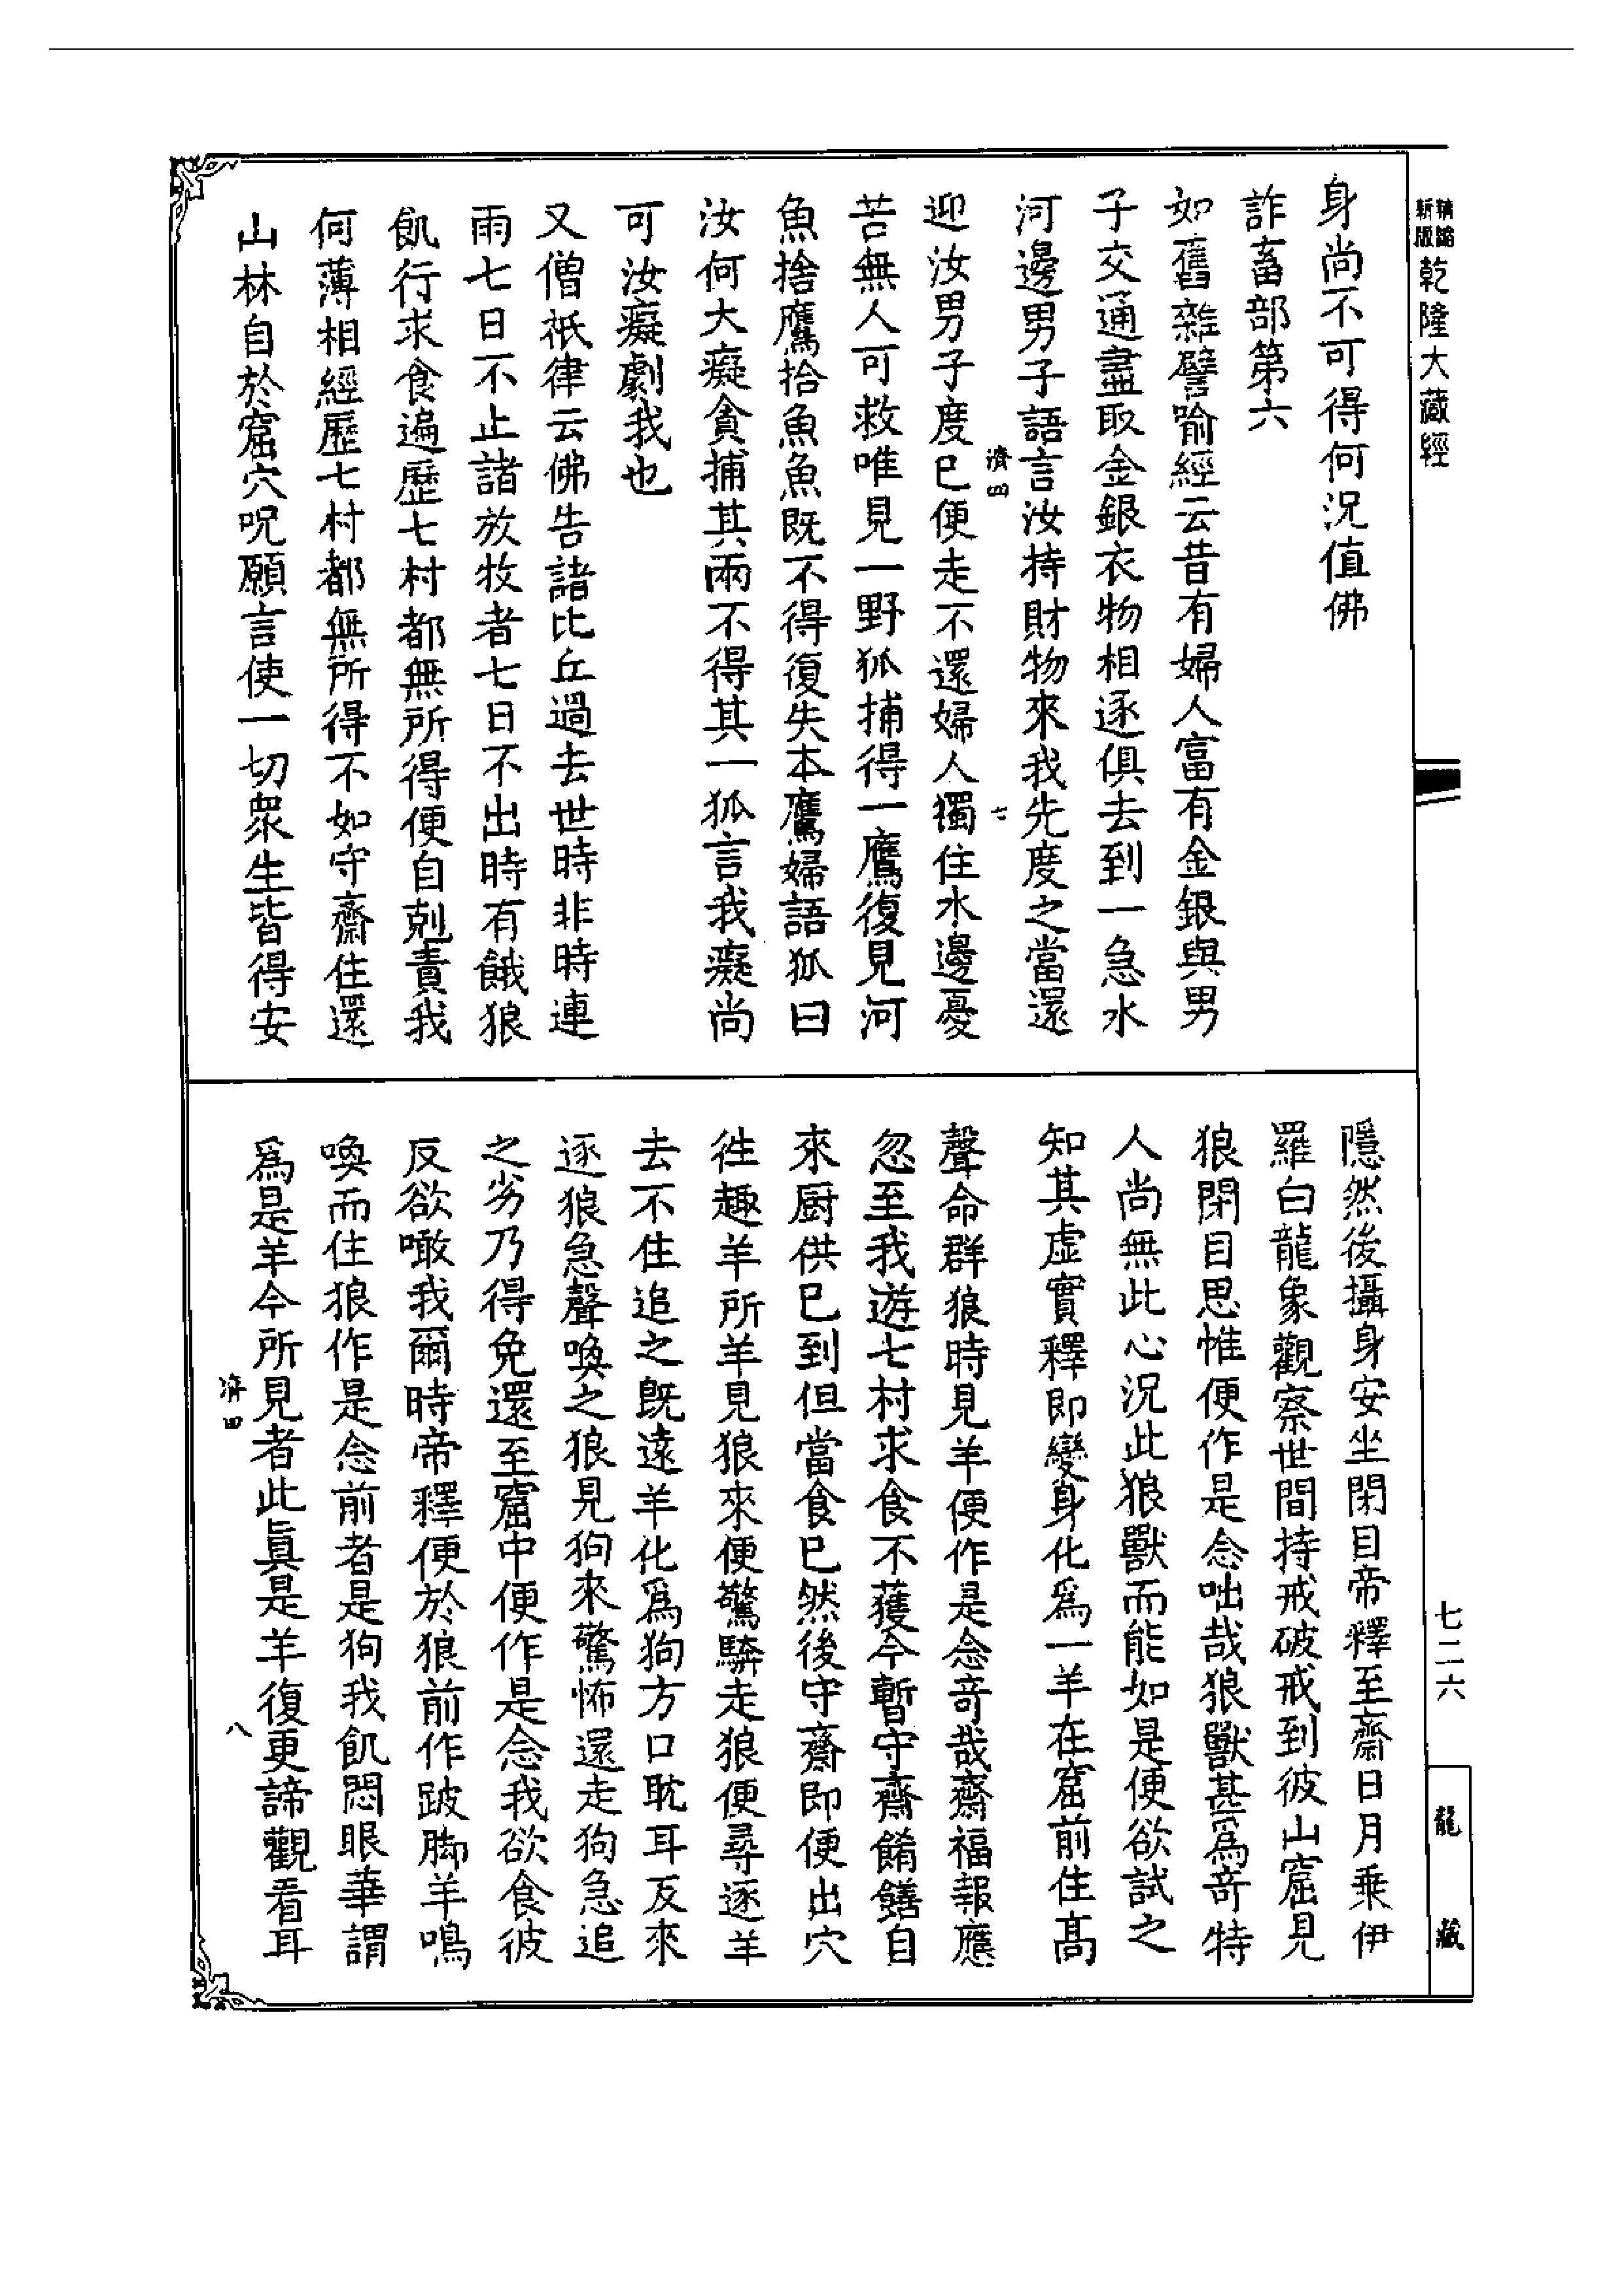 精縮
新版
乾隆大藏經
身尚不可得何況值佛
詐畜部第六
如舊雜譬喻經云昔有婦人富有金銀與男
子交通盡取金銀衣物相逐俱去到一急水
河邊男子語言汝持財物來我先度之當還
濟四
七
迎汝男子度已便走不還婦人獨住水邊憂
苦無人可救唯見一野狐捕得一鷹復見河
魚捨鷹拾魚魚既不得復失本鷹婦語狐曰
汝何大癡貪捕其兩不得其一狐言我癡尚
可汝癡劇我也
又僧祇律云佛告諸比丘過去世時非時連
雨七日不止諸放牧者七日不出時有餓狼
飢行求食遍歷七村都無所得便自剋責我
何薄相經歷七村都無所得不如守齋住還
山林自於窟穴呪願言使一切眾生皆得安
隱然後攝身安坐閉目帝釋至齋日月乘伊
羅白龍象觀察世間持戒破戒到彼山窟見
狼閉目思惟便作是念咄哉狼獸甚爲奇特
人尚無此心況此狼獸而能如是便欲試之
知其虛實釋即變身化爲一羊在窟前住高
聲命群狼時見羊便作是念奇哉齋福報應
忽至我遊七村求食不獲今暫守齋餚饍自
來厨供已到但當食已然後守齋即便出穴
往趣羊所羊見狼來便驚騎走狼便尋逐羊
去不住追之既遠羊化爲狗方口耽耳反來
逐狼急聲喚之狼見狗來驚怖還走狗急追
之劣乃得免還至窟中便作是念我欲食彼
反欲噉我爾時帝釋便於狼前作跛脚羊鳴
喚而住狼作是念前者是狗我飢悶眼華謂
爲是羊今所見者此眞是羊復更諦觀看耳
濟四
八
七二六
龍藏